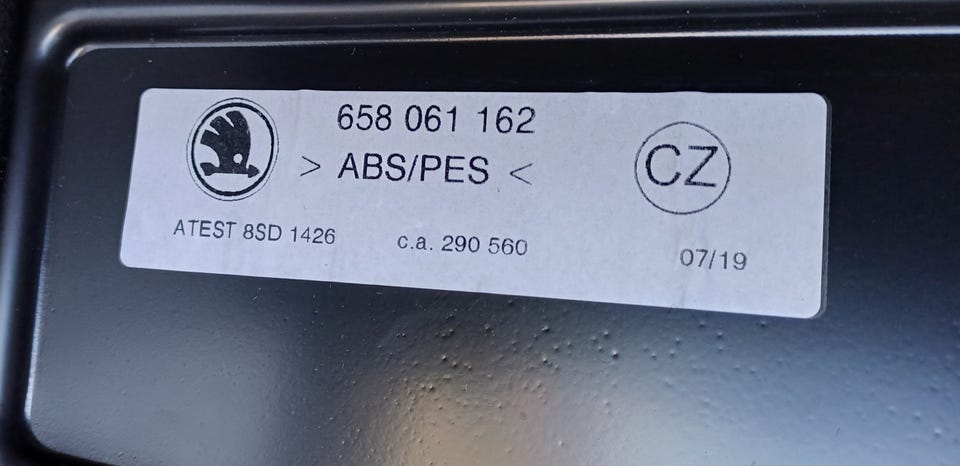 658 061 162
> ABS/PES <
CZ
ATEST 8SD 1426
c.a. 290 560
07/19